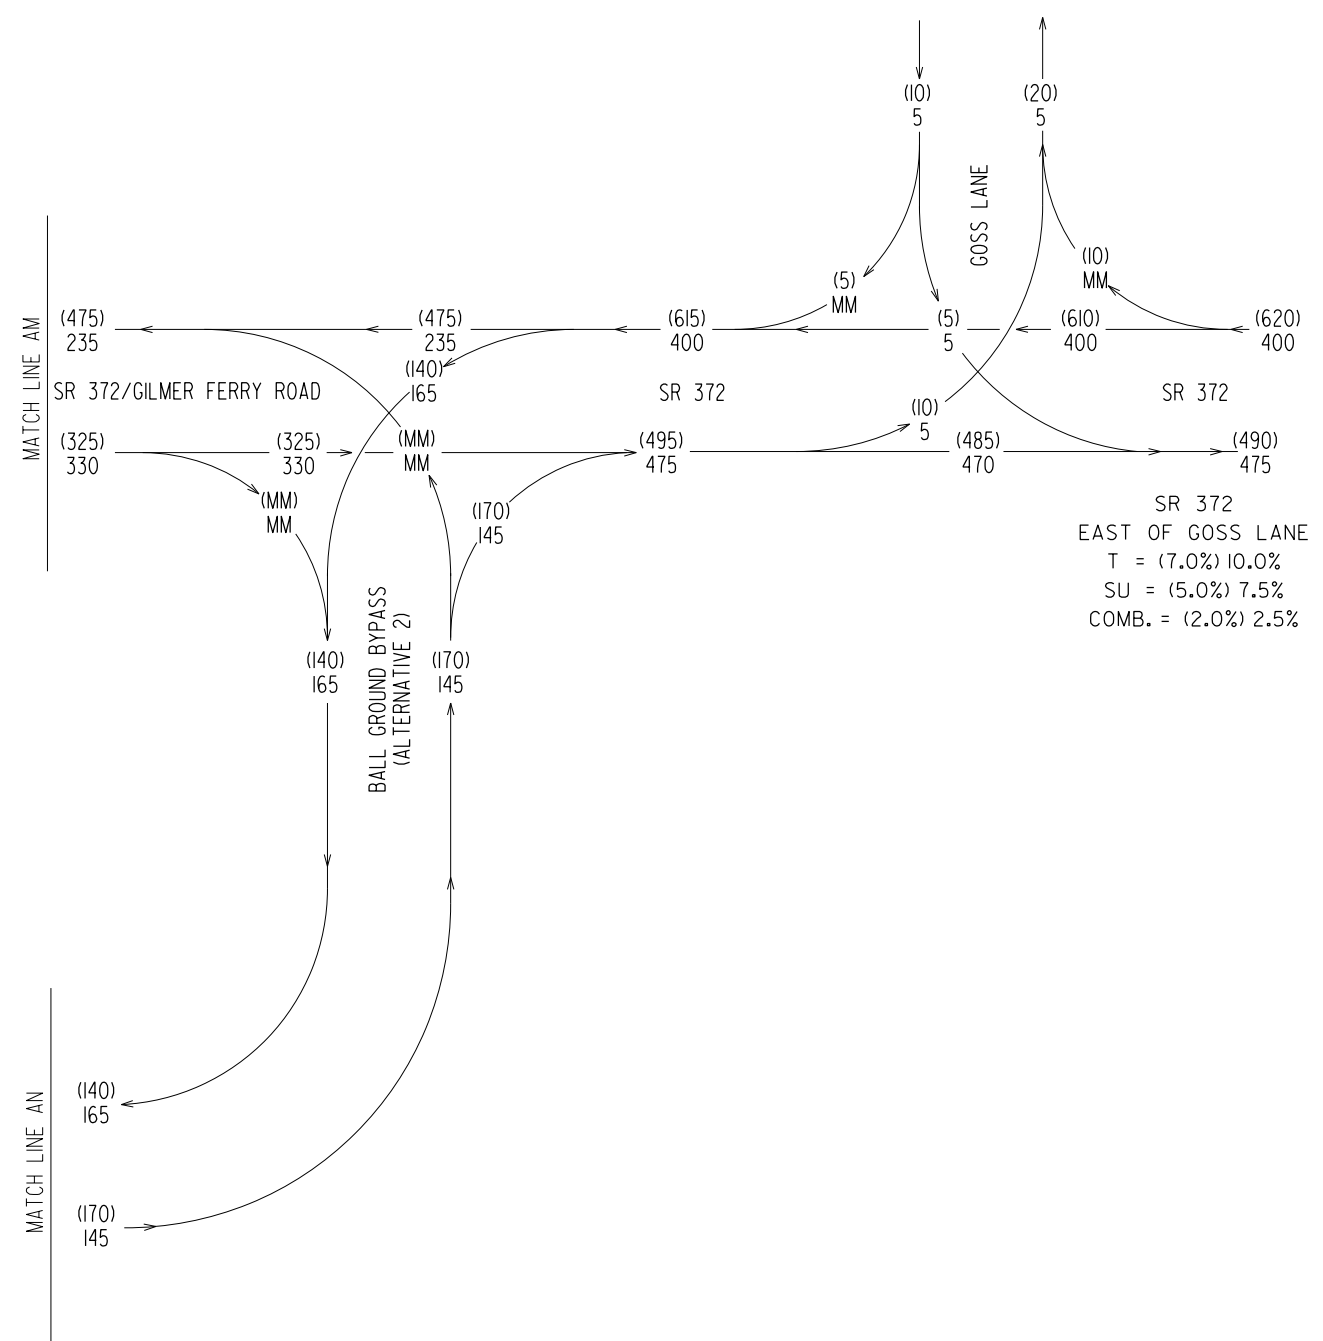 (10)
5
(20)
5
GOSS LANE
(10)
MM
(5)
MM
(475)
235
(475)
235
(615)
400
(5)
5
(610)
400
(620)
400
MATCH LINE AM
SR 372/GILMER FERRY ROAD
(140)
165
SR 372
SR 372
(10)
5
(325)
330
(325)
330
(MM)
MM
(495)
475
(485)
470
(490)
475
(MM)
MM
(170)
145
SR 372
EAST OF GOSS LANE
T = (7.0%) 10.0%
SU = (5.0%) 7.5%
COMB. = (2.0%) 2.5%
(140)
165
BALL GROUND BYPASS
(ALTERNATIVE 2)
(170)
145
MATCH LINE AN
(140)
165
(170)
145